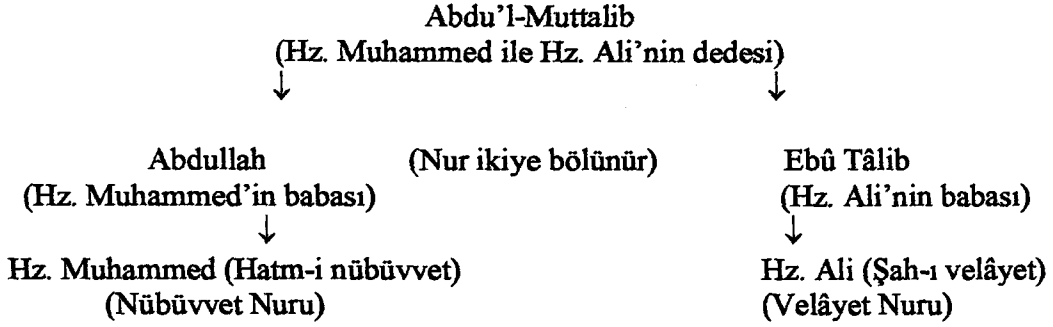 Abdu’l-Muttalib
(Hz. Muhammed ile Hz. Ali’nin dedesi)
Abdullah (Nur ikiye bölünür) Ebû Tâlib
(Hz. Muhammed’in babası) (Hz. Ali’nin babası)
Hz. Muhammed (Hatm-i nübüvvet) Hz. Ali (Şah-ı velâyet)
(Nübüvvet Nuru) (Velâyet Nuru)